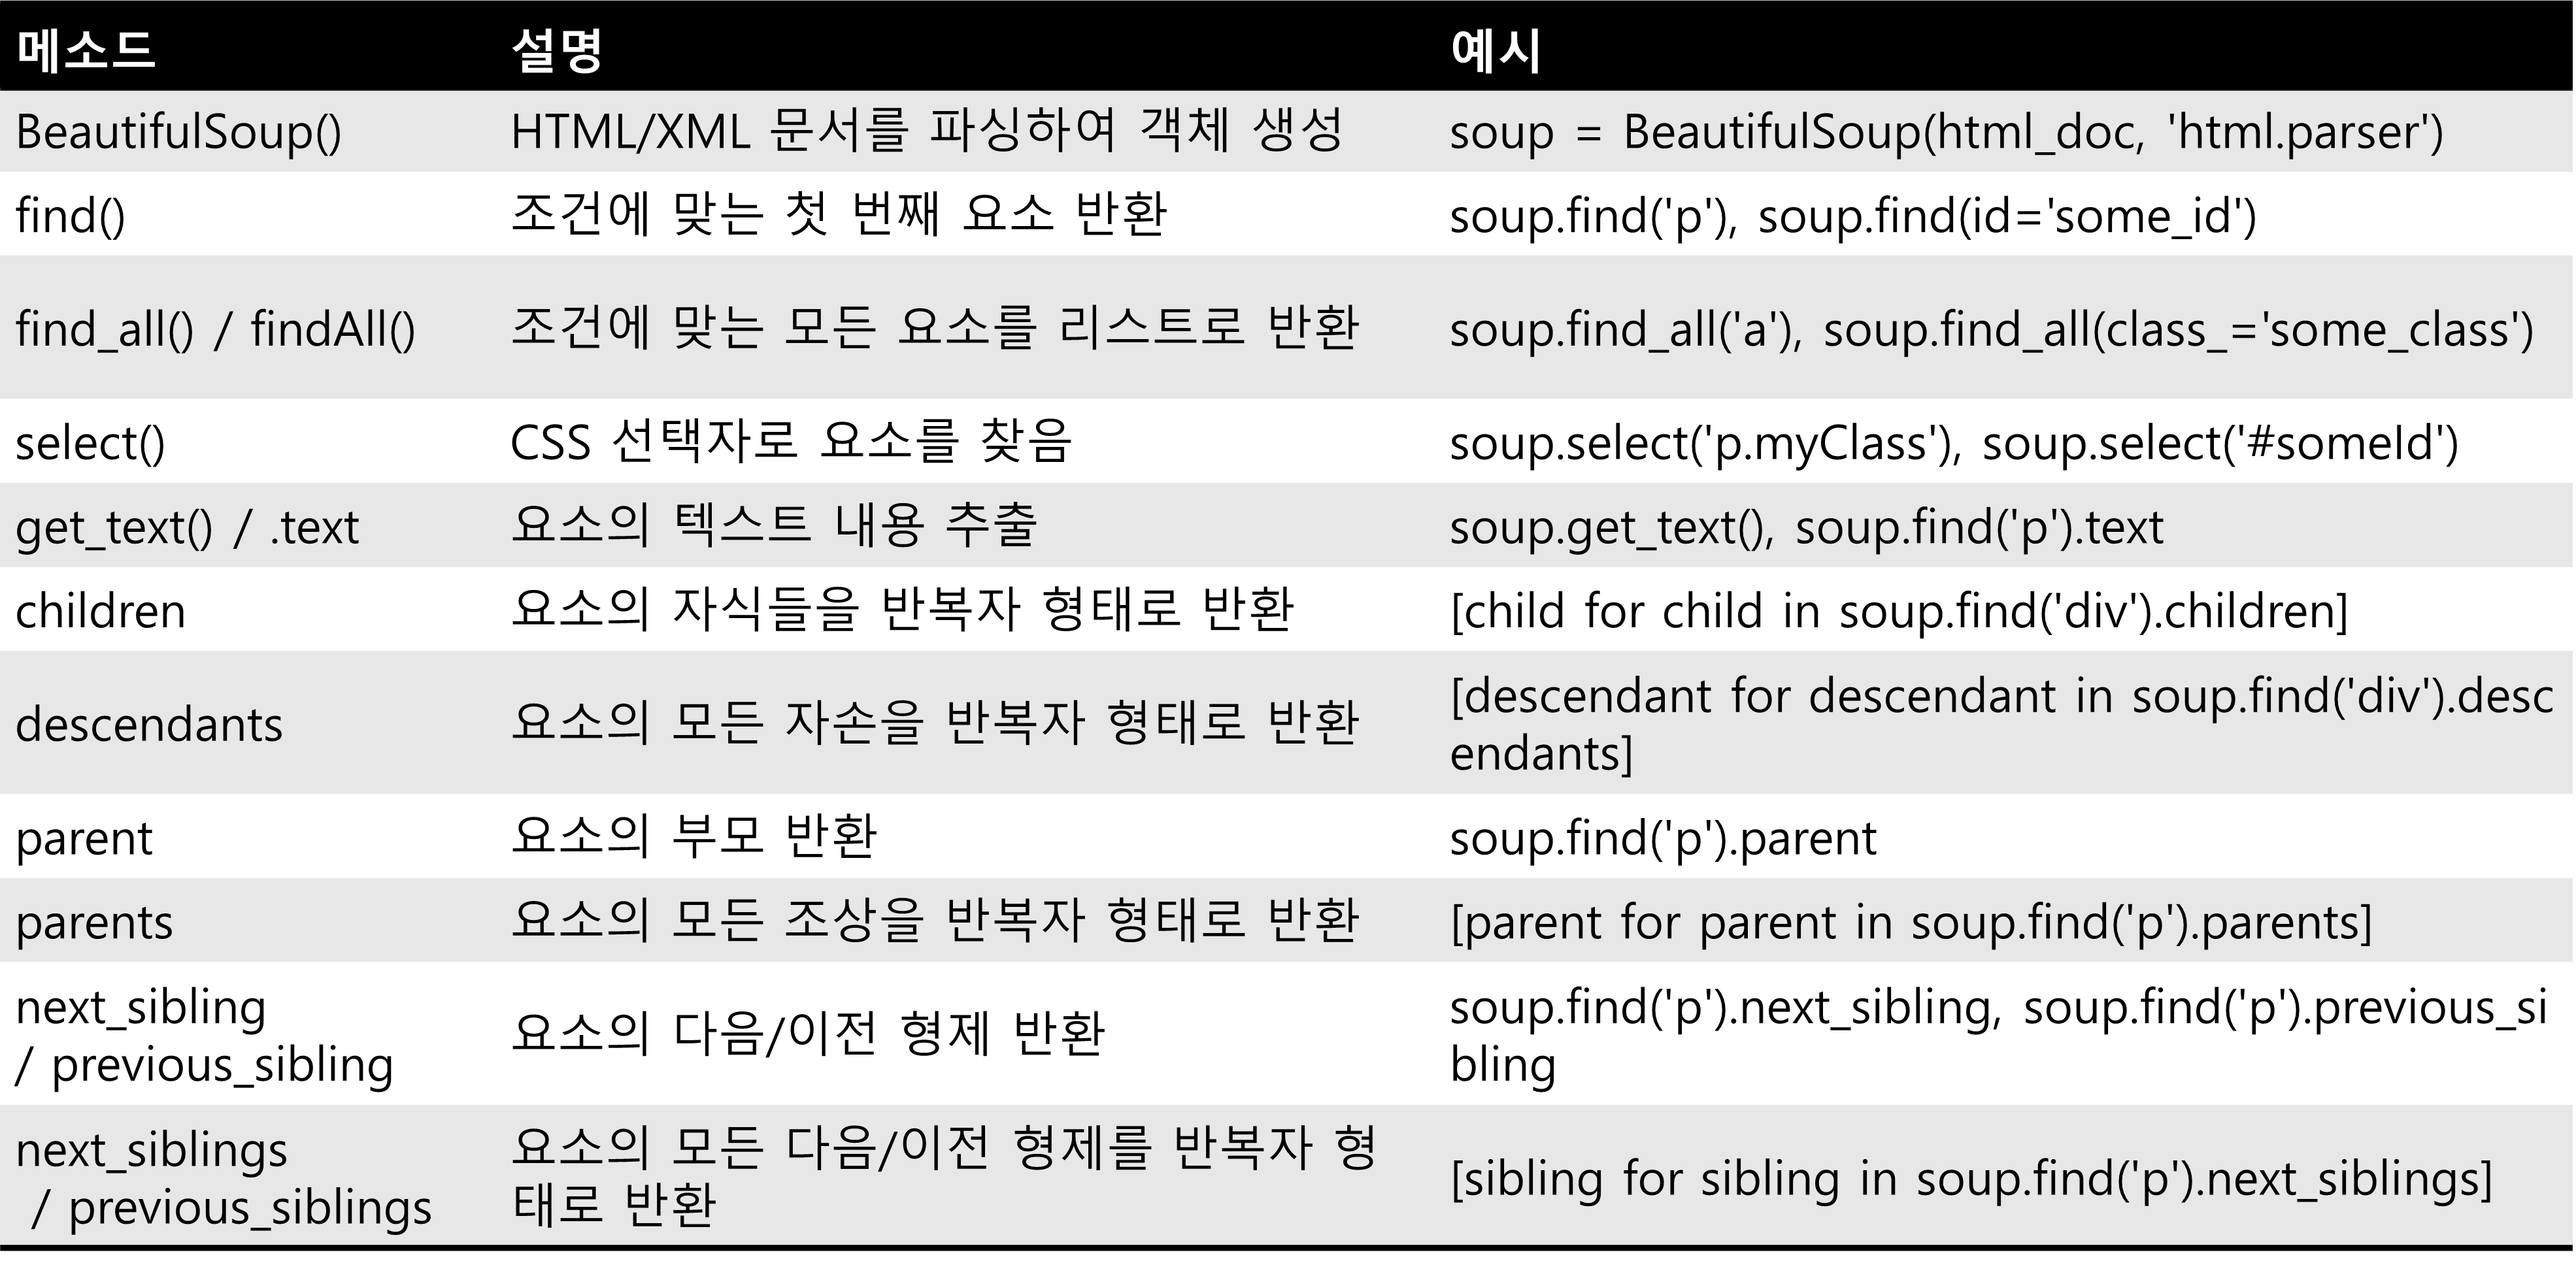 메소드 설명 예시
BeautifulSoup() HTML/XML 문서를 파싱하여 객체 생성 soup = BeautifulSoup(html_doc, 'html.parser')
find() 조건에 맞는 첫 번째 요소 반환 soup.find('p'), soup.find(id='some_id')
find_all() / findAll() 조건에 맞는 모든 요소를 리스트로 반환 soup.find_all('a'), soup.find_all(class_='some_class')
select() CSS 선택자로 요소를 찾음 soup.select('p.myClass'), soup.select('#someId')
get_text() / .text 요소의 텍스트 내용 추출 soup.get_text(), soup.find('p').text
children 요소의 자식들을 반복자 형태로 반환 [child for child in soup.find('div').children]
descendants 요소의 모든 자손을 반복자 형태로 반환 [descendant for descendant in soup.find('div').desc
endants]
parent 요소의 부모 반환 soup.find('p').parent
parents 요소의 모든 조상을 반복자 형태로 반환 [parent for parent in soup.find('p').parents]
next_sibling
/ previous_sibling
요소의 다음/이전 형제 반환
soup.find('p').next_sibling, soup.find('p').previous_si
bling
next_siblings
/ previous_siblings
요소의 모든 다음/이전 형제를 반복자 형
태로 반환
[sibling for sibling in soup.find('p').next_siblings]